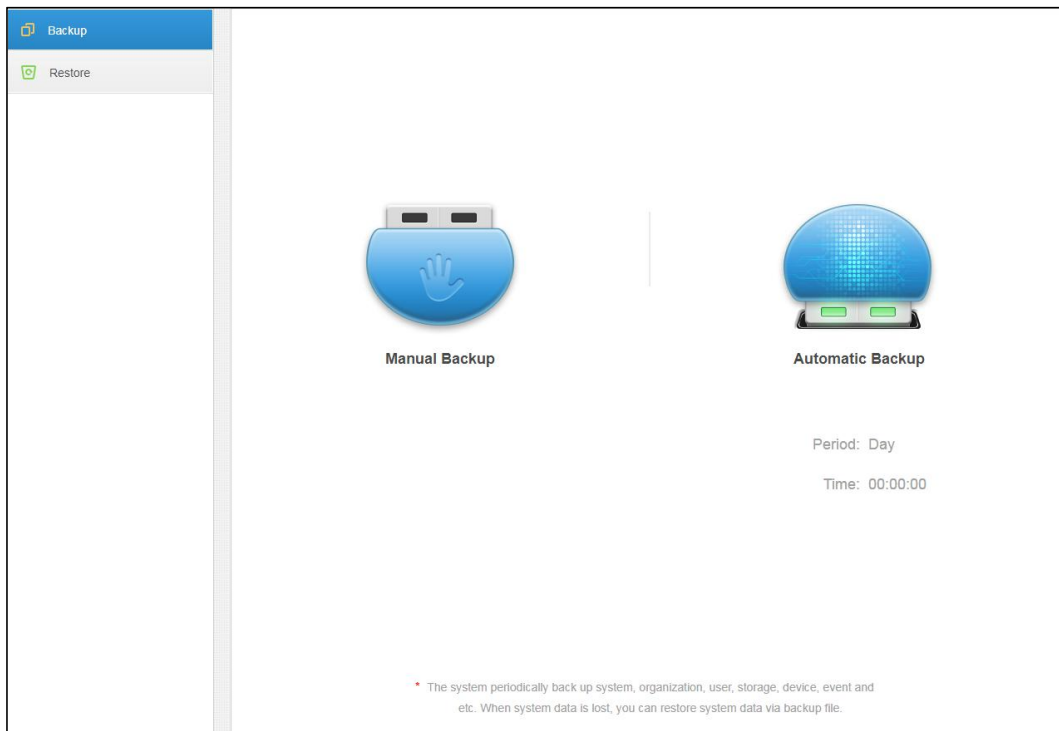 Backup
Restore
Manual Backup
Automatic Backup
Period: Day
Time: 00:00:00
* The system periodically back up system, organization, user, storage, device, event and
etc. When system data is lost, you can restore system data via backup file.